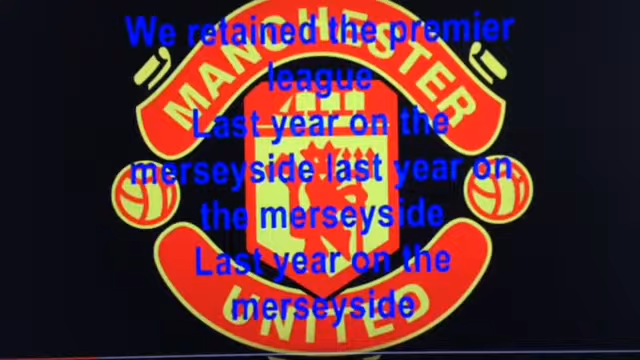 We retained the premier
league
Last year on the
merseyside last year on
the merseyside
Last year on the
merseyside
MANCHESTER
UNITED